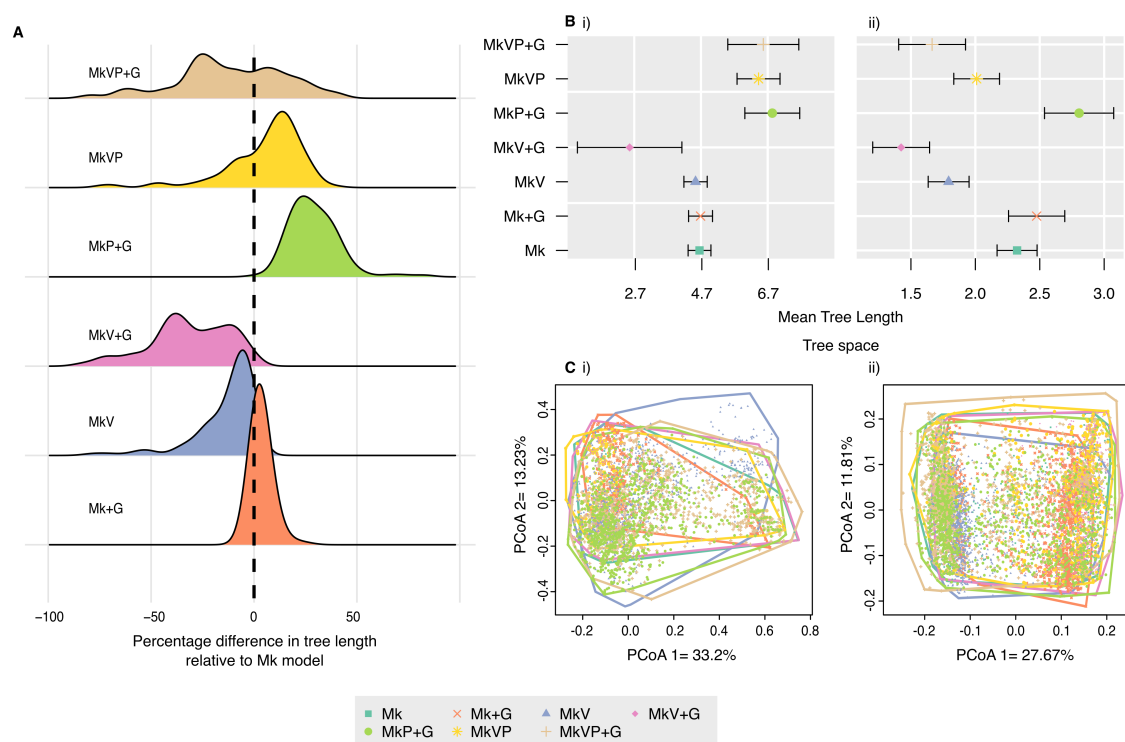 A
MkVP+G
MkVP
MkP+G
MkV+G
MkV
Mk+G
−100 −50 0 50
Percentage difference in tree length
relative to Mk model
B i) ii)
MkVP+G
MkVP
MkP+G
MkV+G
MkV
Mk+G
Mk
2.7 4.7 6.7 1.5 2.0 2.5 3.0
Mean Tree Length
Tree space
C i) ii)
PCoA 2= 13.23%
0.4
0.2
0.0
-0.2
-0.4
-0.2 0.0 0.2 0.4 0.6 0.8
PCoA 1= 33.2%
PCoA 2= 11.81%
0.2
0.1
0.0
-0.1
-0.2
-0.2 -0.1 0.0 0.1 0.2
PCoA 1= 27.67%
Mk Mk+G MkV MkV+G
MkP+G MkVP MkVP+G